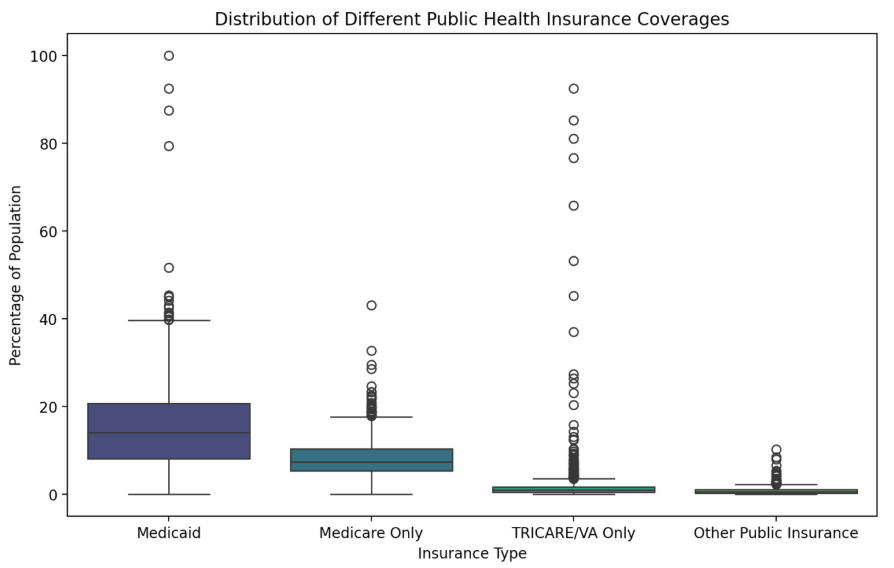 Distribution of Different Public Health Insurance Coverages
100
80
60
40
20
0
Percentage of Population
Medicaid
Medicare Only
TRICARE/VA Only
Other Public Insurance
Insurance Type